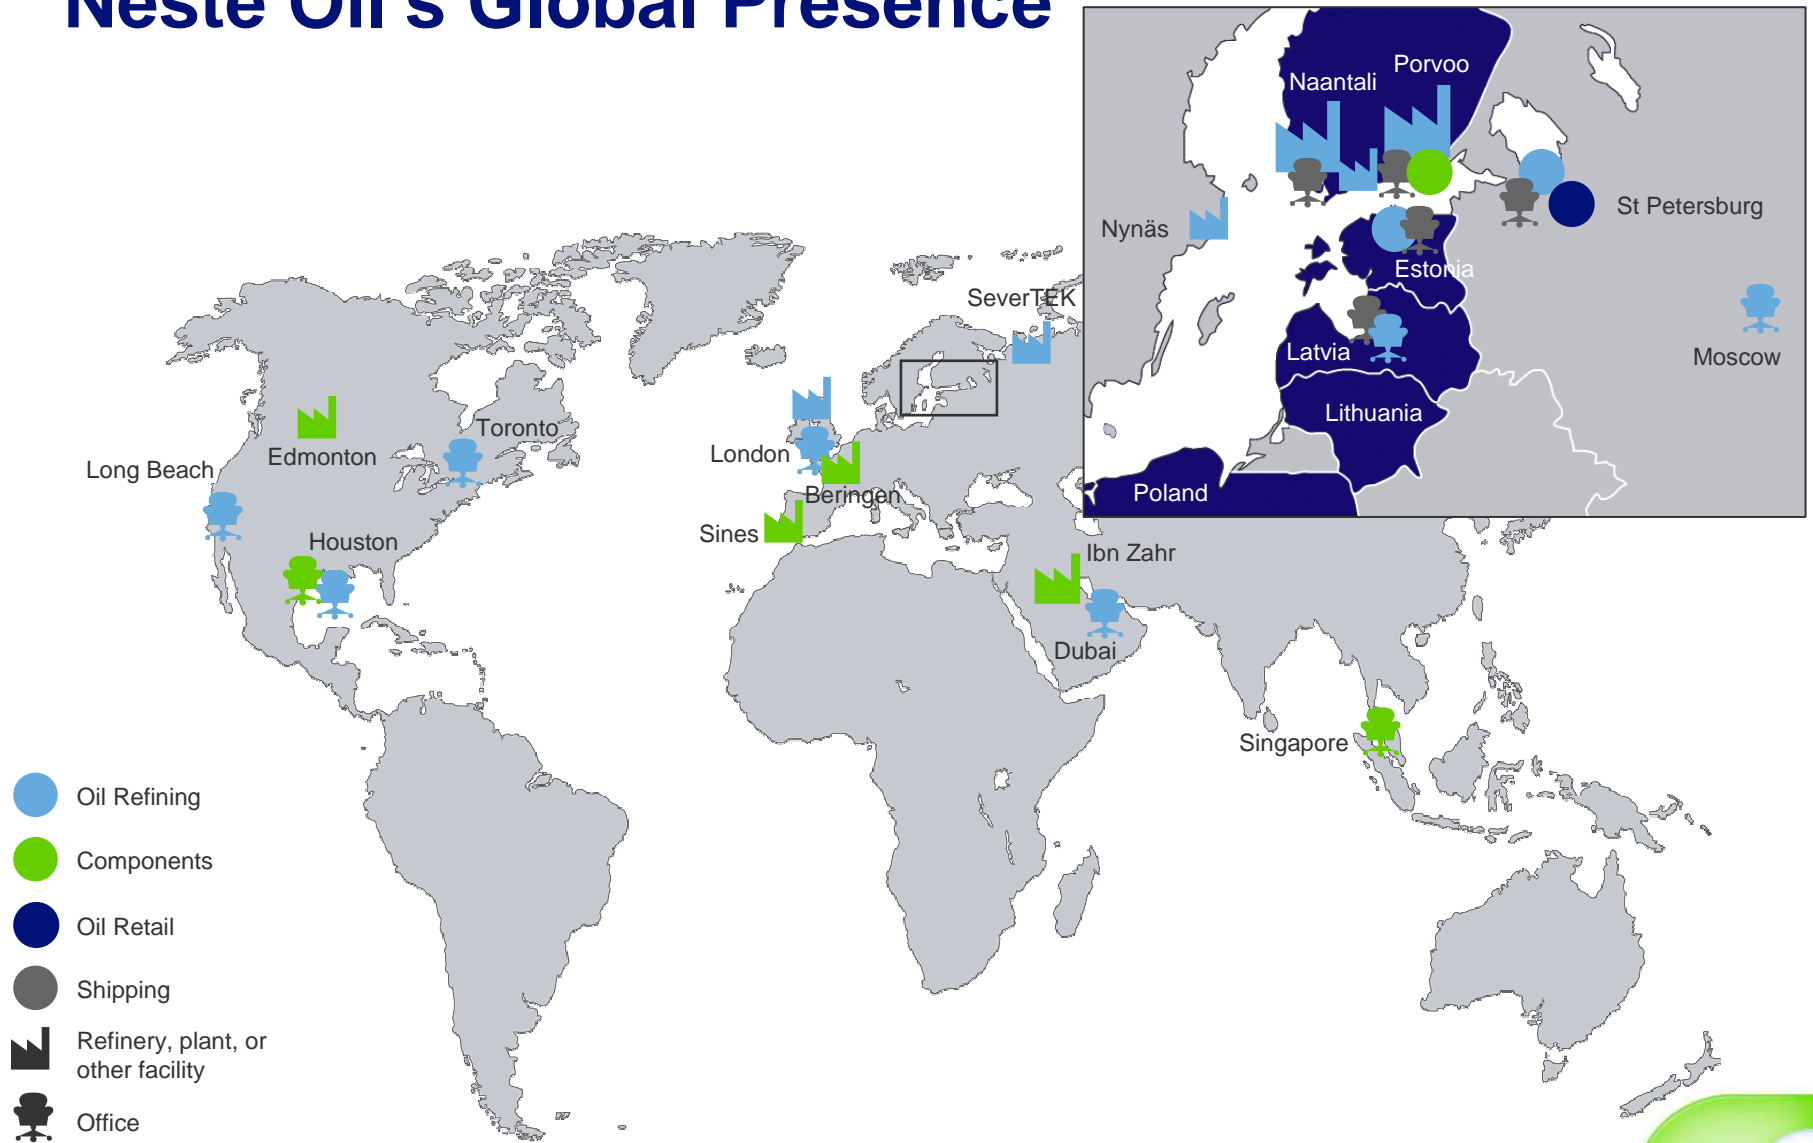 Neste Oil's Global Presence
Naantali
Porvoo
Nynäs
St Petersburg
Estonia
Moscow
Latvia
Lithuania
Poland
SeverTEK
Toronto
Edmonton
Long Beach
London
Beringen
Sines
Houston
Ibn Zahr
Dubai
Singapore
Oil Refining
Components
Oil Retail
Shipping
Refinery, plant, or
other facility
Office